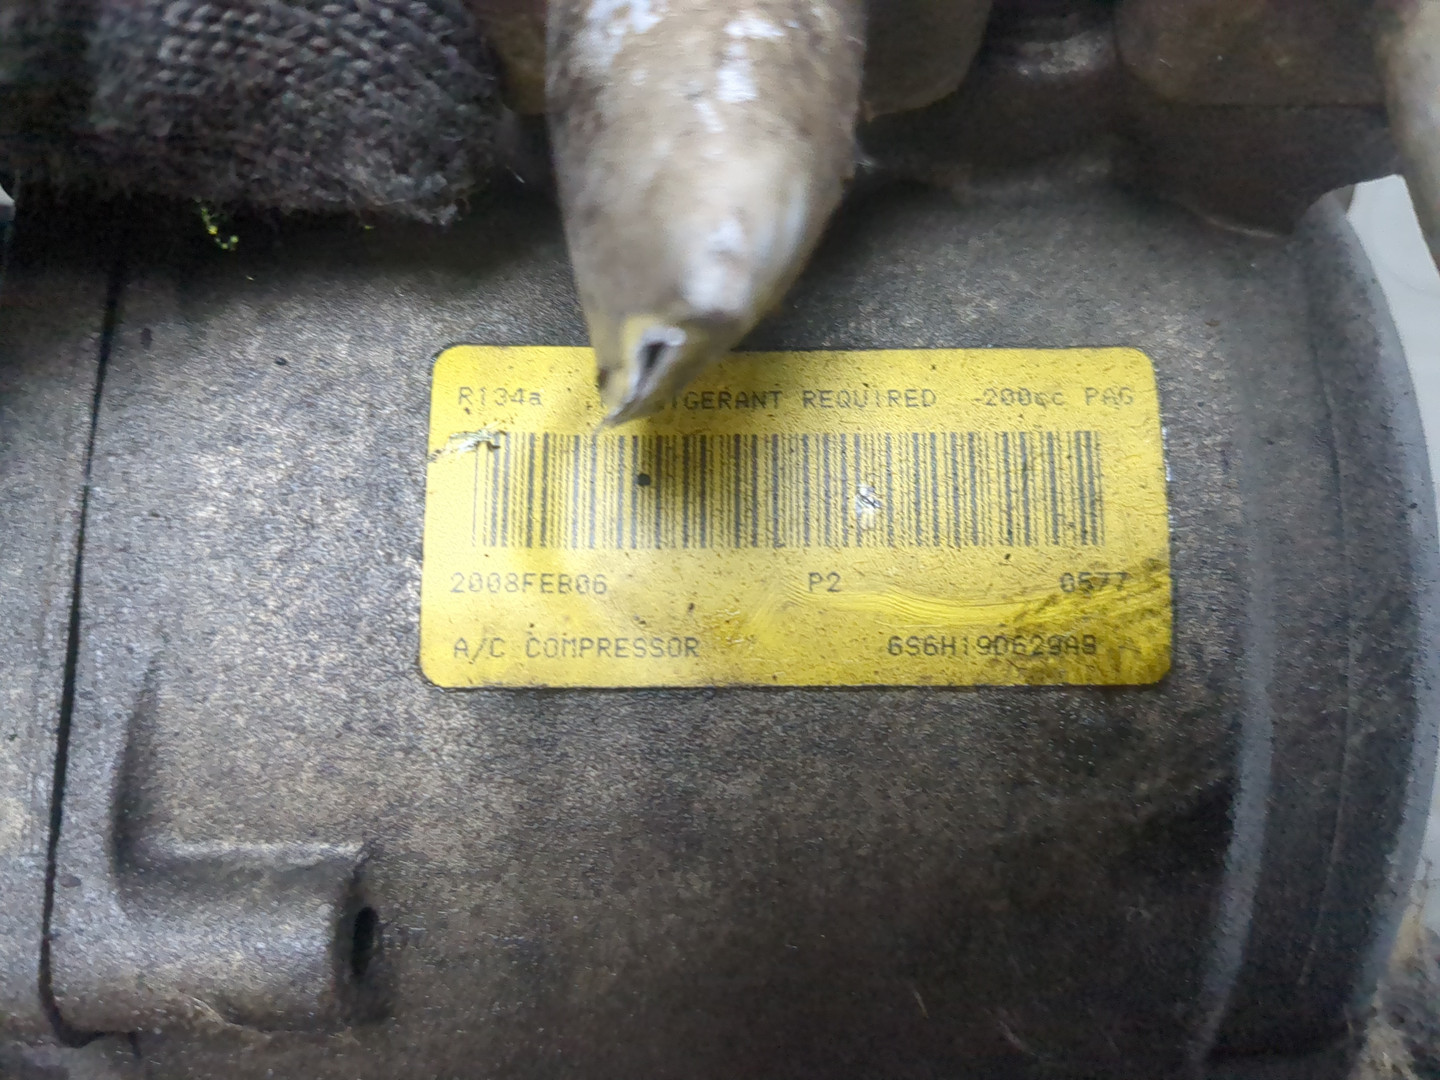 R134a REQUIRED 200cc PAG
2008FEB06 P2 0577
A/C COMPRESSOR 6S6H19D629AB